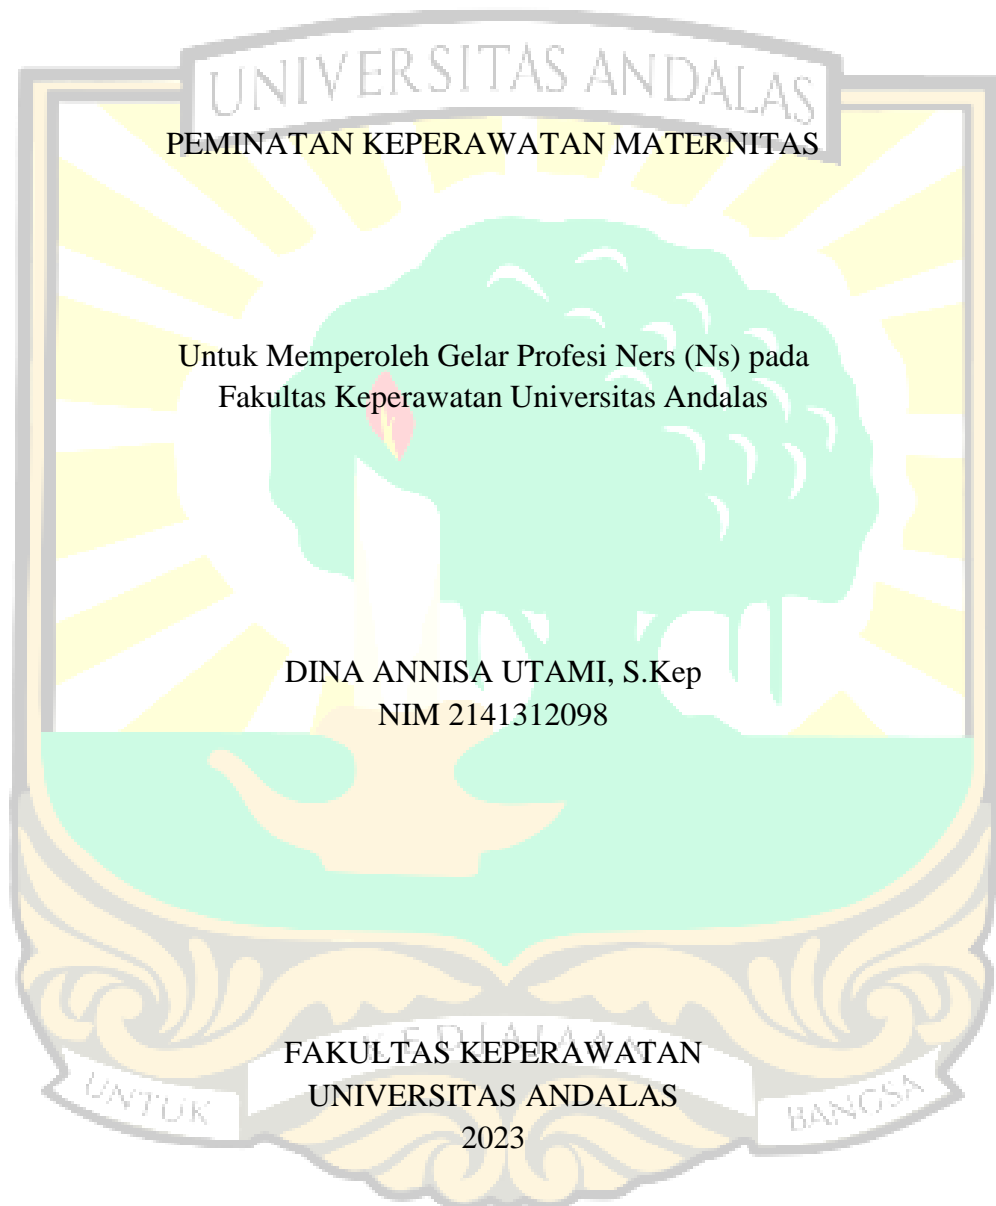 UNIVERSITAS ANDALAS
PEMINATAN KEPERAWATAN MATERNITAS
Untuk Memperoleh Gelar Profesi Ners (Ns) pada
Fakultas Keperawatan Universitas Andalas
DINA ANNISA UTAMI, S.Kep
NIM 2141312098
KEDJAJAAN
FAKULTAS KEPERAWATAN
UNTUK
UNIVERSITAS ANDALAS
BANGSA
2023